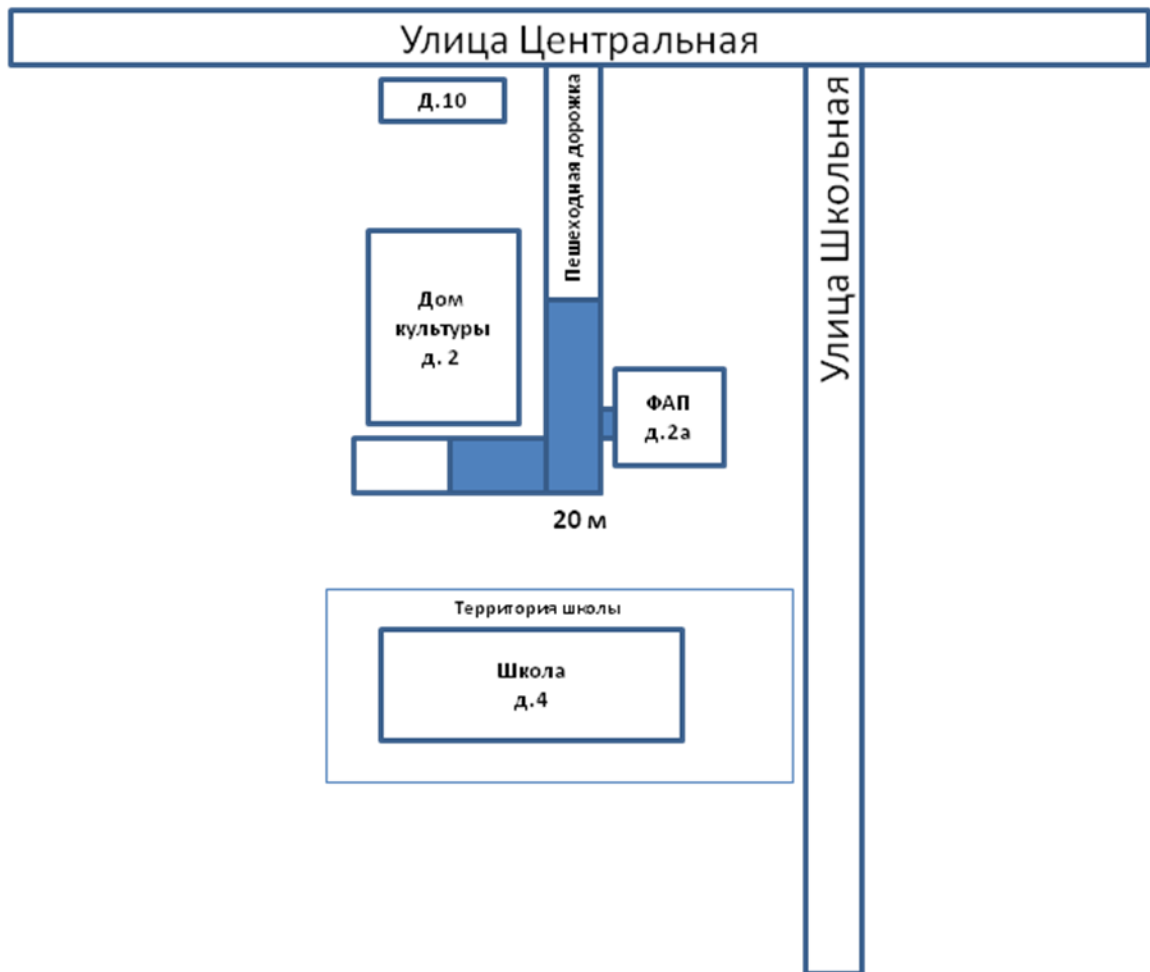 Улица Центральная
Д.10
Пешеходная дорожка
Улица Школьная
Дом
культуры
д. 2
ФАП
д.2а
20 м
Территория школы
Школа
д.4